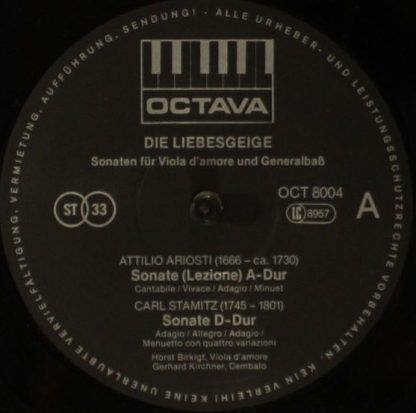 OCTAVA
DIE LIEBESGEIGE
Sonaten für Viola d'amore und Generalbaß
ST 33
OCT 8004
LC 8957
A
ATTILIO ARIOSTI (1666 – ca. 1730)
Sonate (Lezione) A-Dur
Cantabile / Vivace / Adagio / Minuet
CARL STAMITZ (1745 – 1801)
Sonate D-Dur
Adagio / Allegro / Adagio /
Menuetto con quattro variazioni
Horst Birkigt, Viola d'amore
Gerhard Kirchner, Cembalo
ALLE URHEBER- UND LEISTUNGSSCHUTZRECHTE VORBEHALTEN. KEIN VERLEIH! KEINE UNERLAUBTE VERVIELFÄLTIGUNG, VERMIETUNG, AUFFÜHRUNG, SENDUNG! -